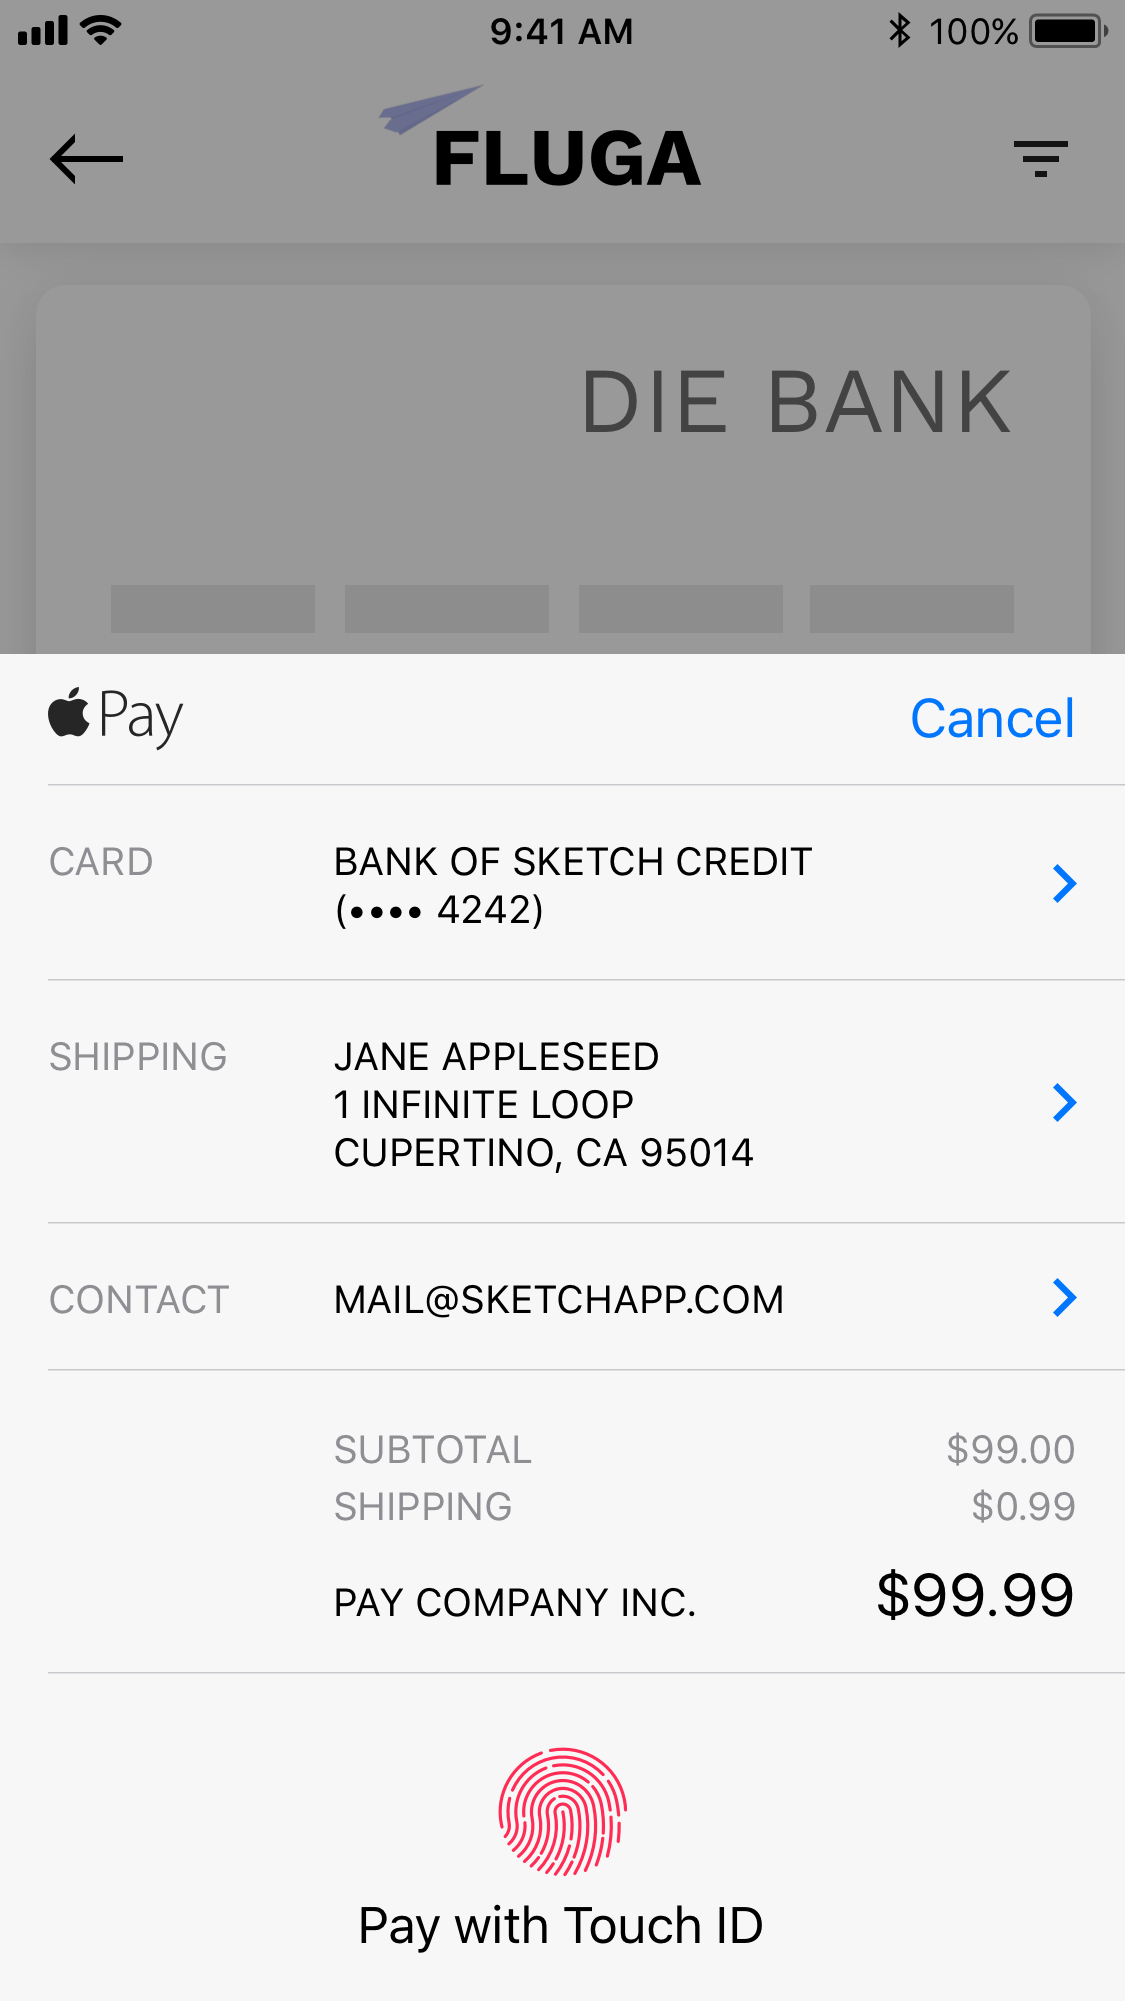 9:41 AM
100%
FLUGA
DIE BANK
Pay
Cancel
CARD
BANK OF SKETCH CREDIT
(•••• 4242)
SHIPPING
JANE APPLESEED
1 INFINITE LOOP
CUPERTINO, CA 95014
CONTACT
MAIL@SKETCHAPP.COM
SUBTOTAL $99.00
SHIPPING $0.99
PAY COMPANY INC. $99.99
Pay with Touch ID